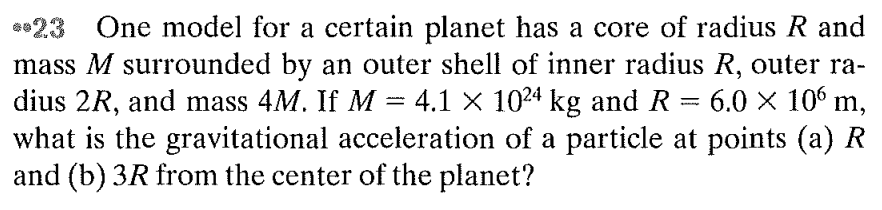 ••23 One model for a certain planet has a core of radius R and
mass M surrounded by an outer shell of inner radius R, outer ra-
dius 2R, and mass 4M. If M = 4.1 × 10²⁴ kg and R = 6.0 × 10⁶ m,
what is the gravitational acceleration of a particle at points (a) R
and (b) 3R from the center of the planet?